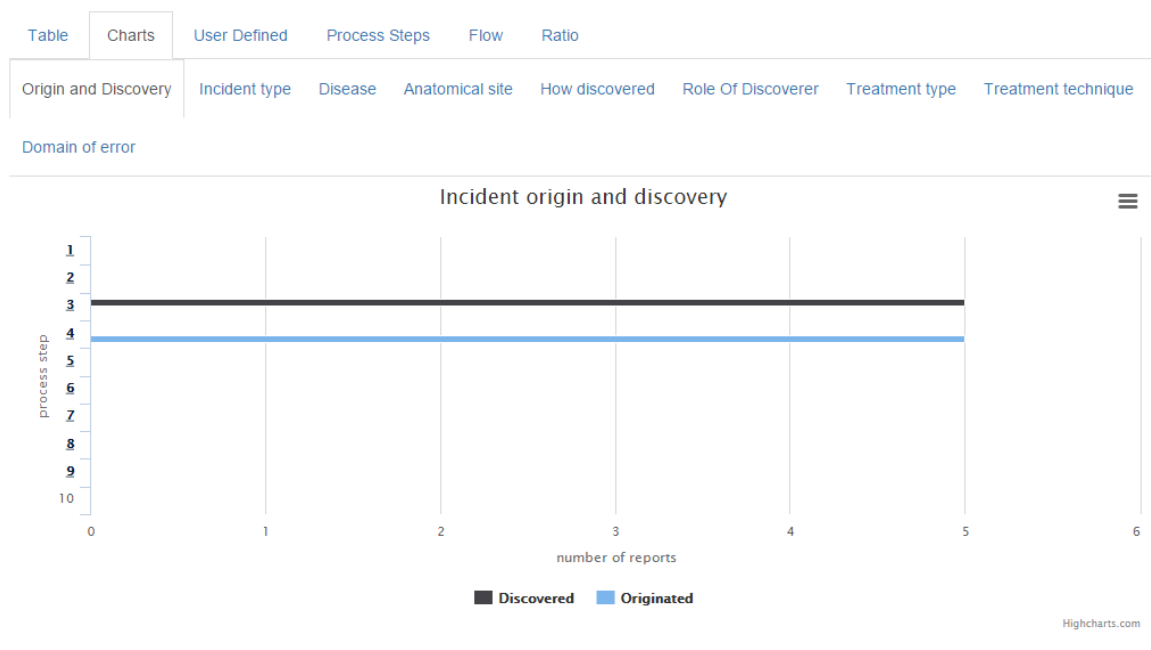 Table Charts User Defined Process Steps Flow Ratio
Origin and Discovery Incident type Disease Anatomical site How discovered Role Of Discoverer Treatment type Treatment technique
Domain of error
Incident origin and discovery
process step
1
2
3
4
5
6
7
8
9
10
0 1 2 3 4 5 6
number of reports
Discovered Originated
Highcharts.com